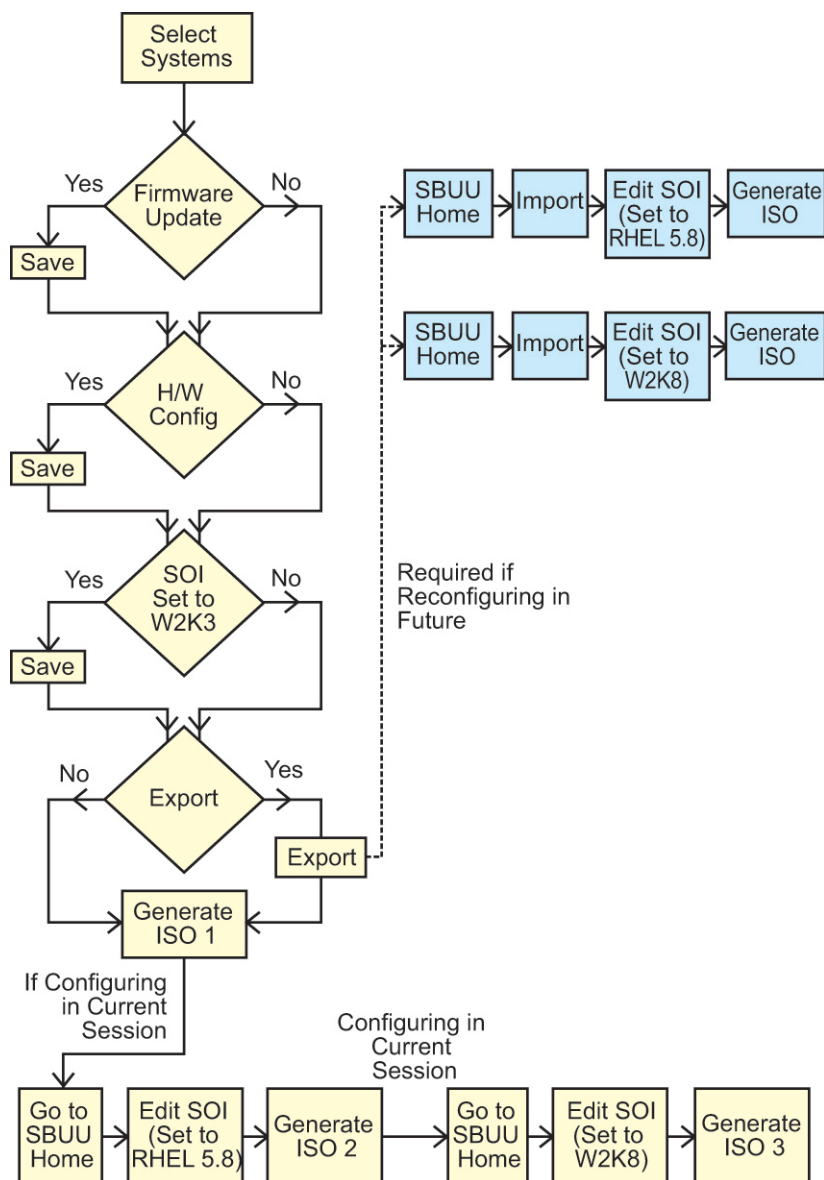 Select
Systems
Yes
Firmware
Update
No
Save
SBUU
Home
Import
Edit SOI
(Set to
RHEL 5.8)
Generate
ISO
SBUU
Home
Import
Edit SOI
(Set to
W2K8)
Generate
ISO
Yes
H/W
Config
No
Save
Yes
SOI
Set to
W2K3
No
Save
Required if
Reconfiguring in
Future
No
Export
Yes
Export
Generate
ISO 1
If Configuring
in Current
Session
Configuring in
Current
Session
Go to
SBUU
Home
Edit SOI
(Set to
RHEL 5.8)
Generate
ISO 2
Go to
SBUU
Home
Edit SOI
(Set to
W2K8)
Generate
ISO 3